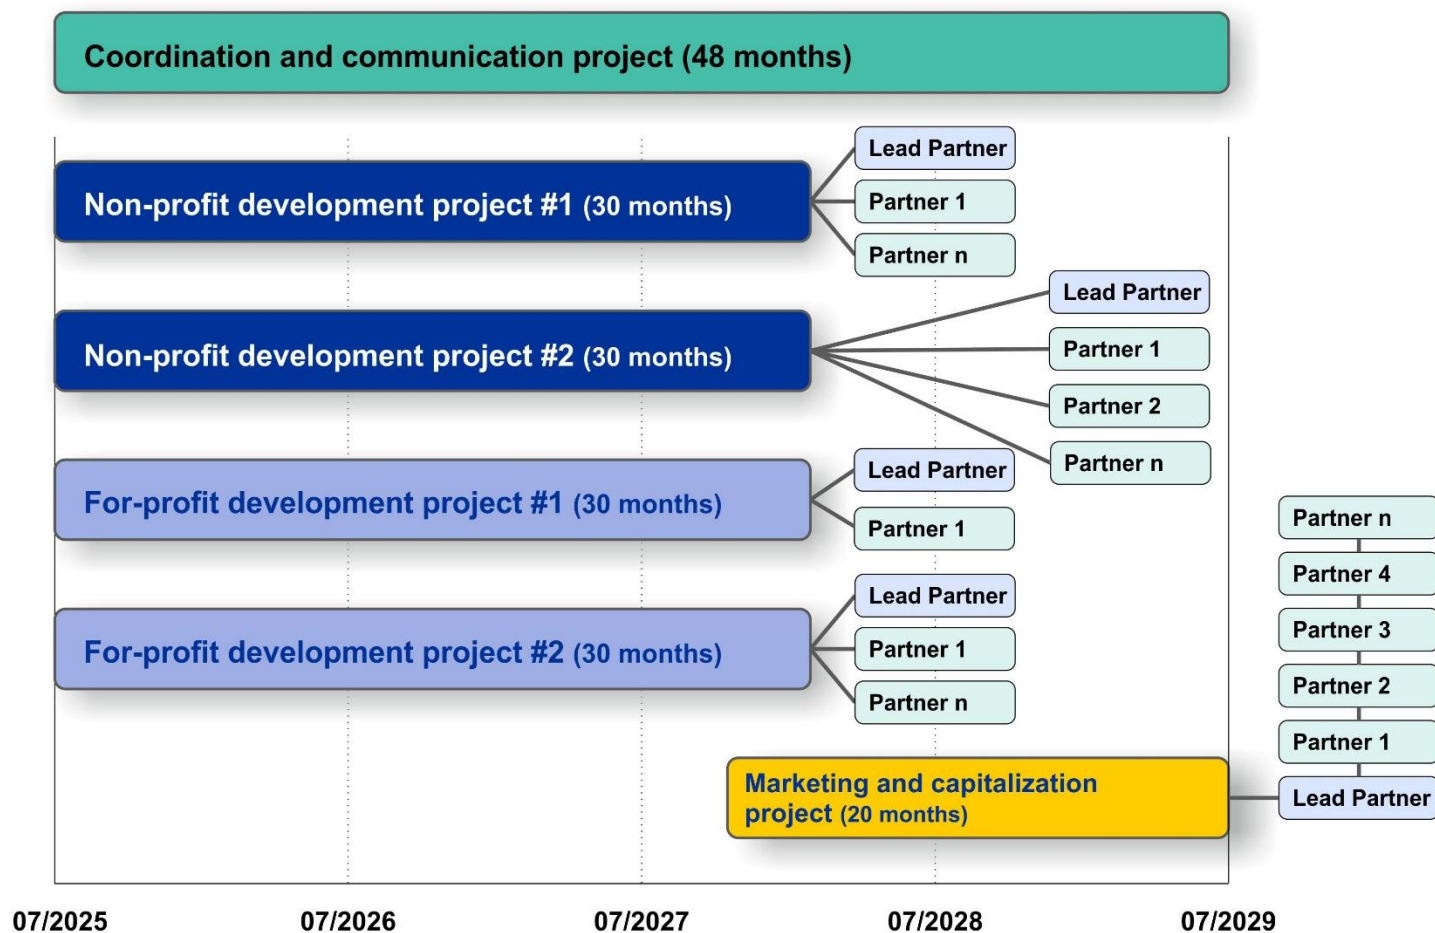 Coordination and communication project (48 months)
Non-profit development project #1 (30 months)
Lead Partner
Partner 1
Partner n
Non-profit development project #2 (30 months)
Lead Partner
Partner 1
Partner 2
Partner n
For-profit development project #1 (30 months)
Lead Partner
Partner 1
For-profit development project #2 (30 months)
Lead Partner
Partner 1
Partner n
Partner n
Partner 4
Partner 3
Partner 2
Partner 1
Lead Partner
Marketing and capitalization
project (20 months)
07/2025
07/2026
07/2027
07/2028
07/2029